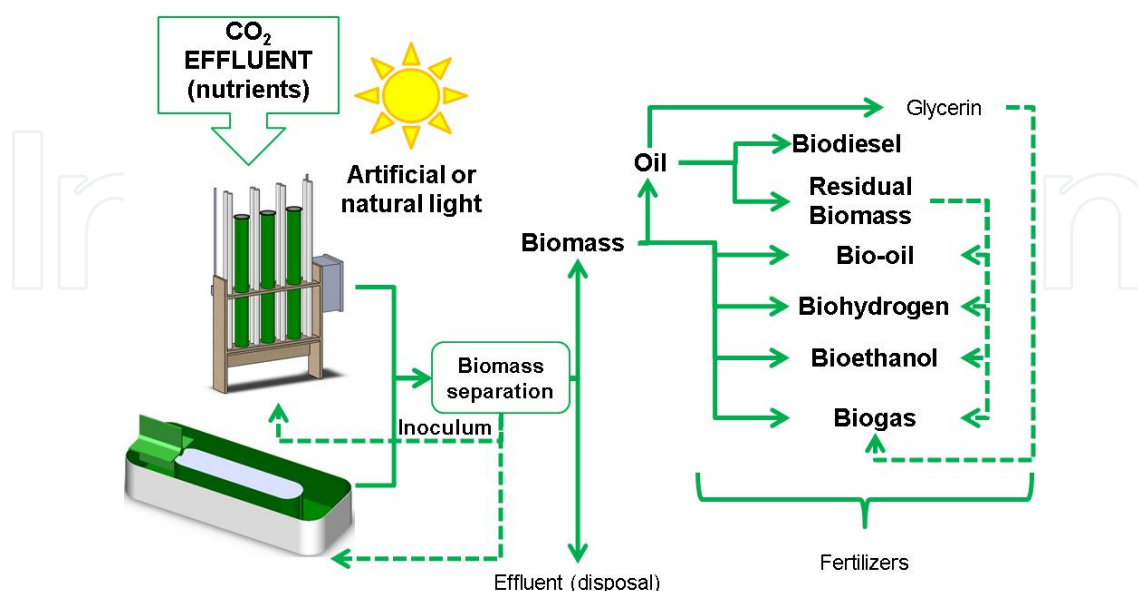 CO₂
EFFLUENT
(nutrients)
Artificial or
natural light
Biomass
separation
Inoculum
Biomass
Effluent (disposal)
Oil
Glycerin
Biodiesel
Residual
Biomass
Bio-oil
Biohydrogen
Bioethanol
Biogas
Fertilizers